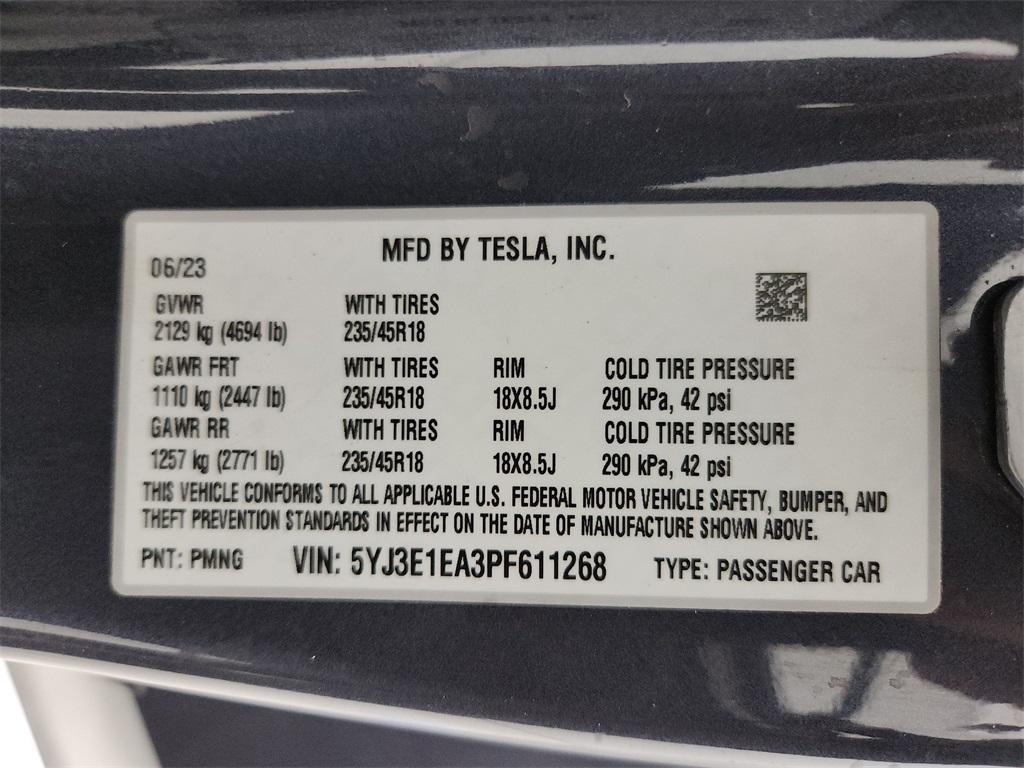 MFD BY TESLA, INC.
06/23
GVWR WITH TIRES
2129 kg (4694 lb) 235/45R18
GAWR FRT WITH TIRES RIM COLD TIRE PRESSURE
1110 kg (2447 lb) 235/45R18 18X8.5J 290 kPa, 42 psi
GAWR RR WITH TIRES RIM COLD TIRE PRESSURE
1257 kg (2771 lb) 235/45R18 18X8.5J 290 kPa, 42 psi
THIS VEHICLE CONFORMS TO ALL APPLICABLE U.S. FEDERAL MOTOR VEHICLE SAFETY, BUMPER, AND
THEFT PREVENTION STANDARDS IN EFFECT ON THE DATE OF MANUFACTURE SHOWN ABOVE.
PNT: PMNG VIN: 5YJ3E1EA3PF611268 TYPE: PASSENGER CAR